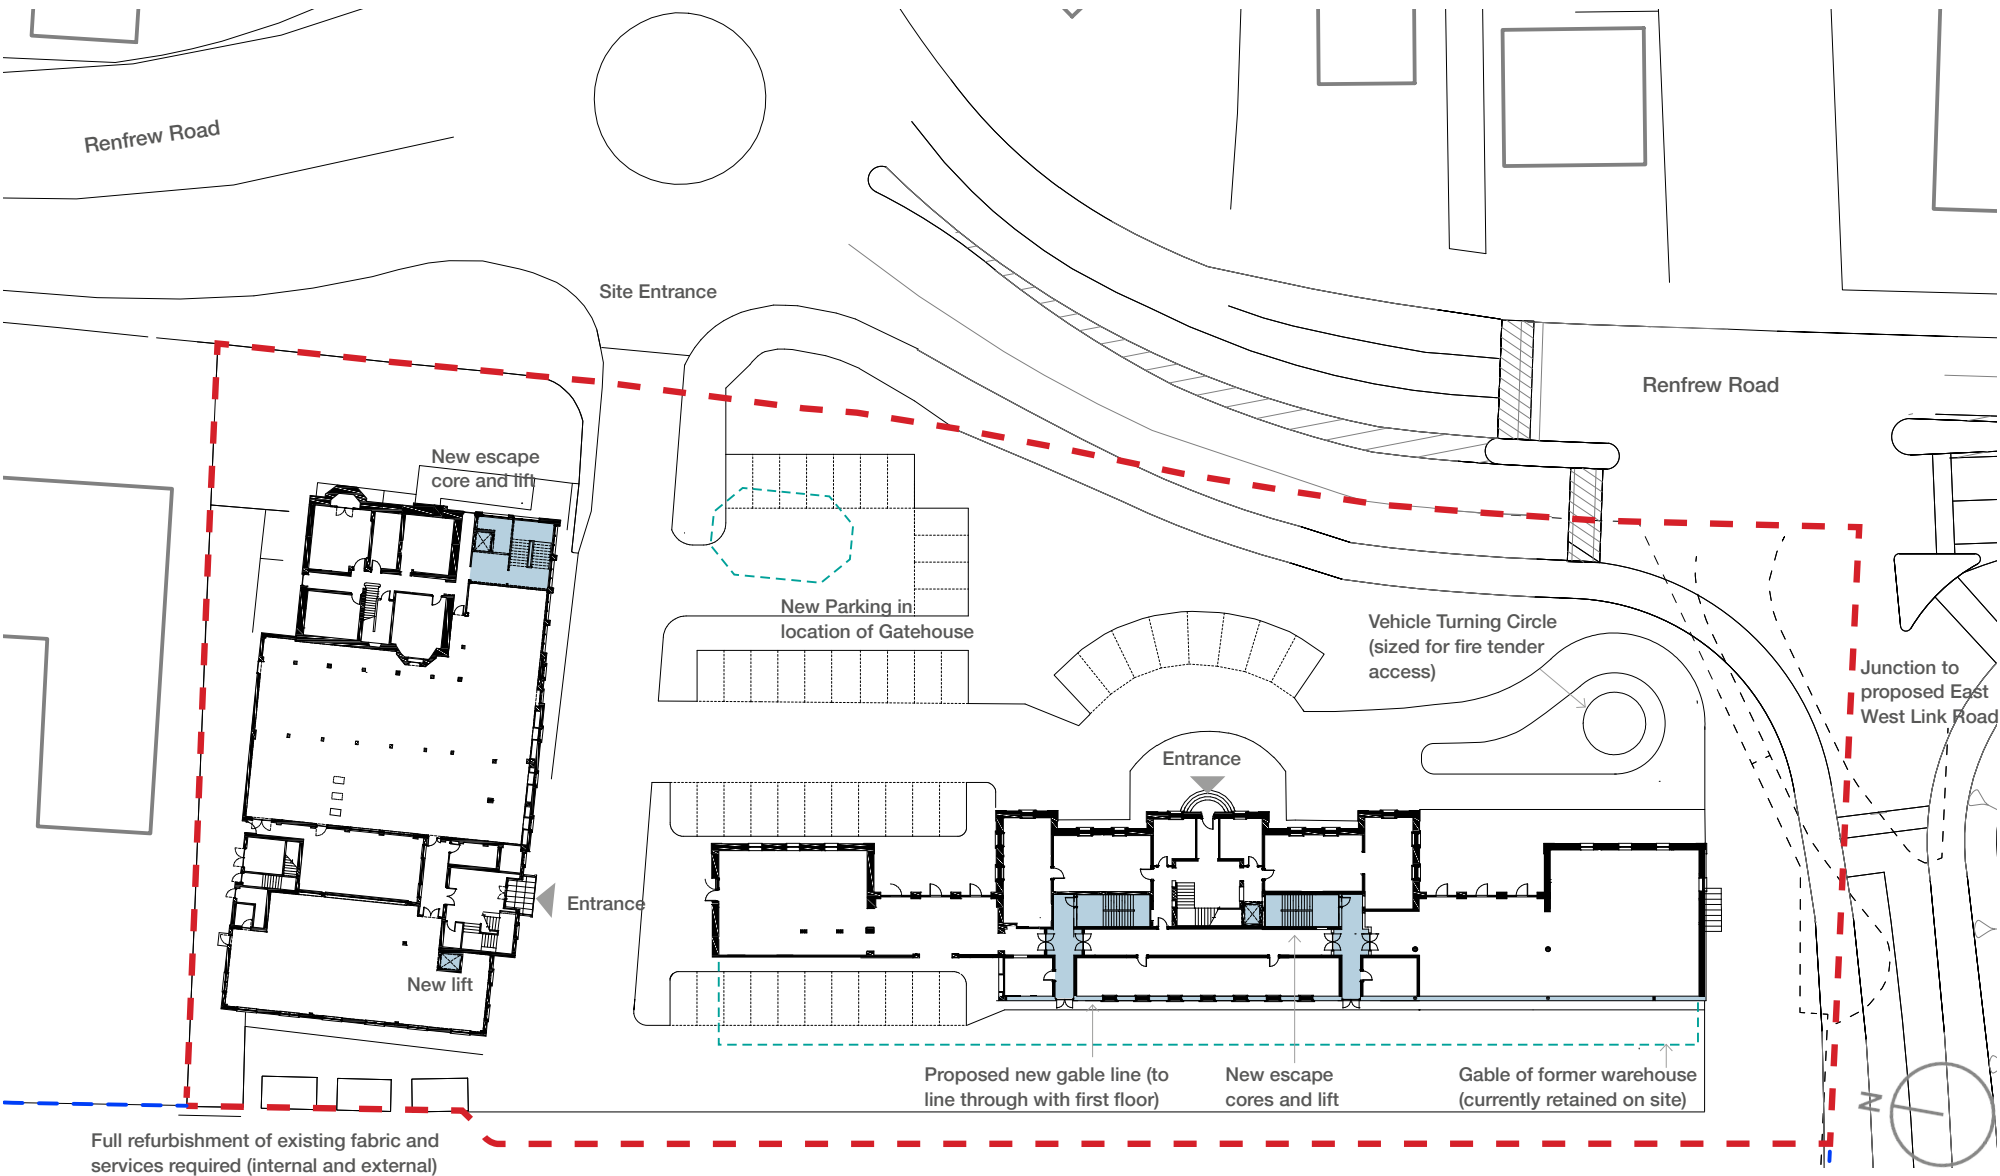 Renfrew Road
Site Entrance
Renfrew Road
New escape
core and lift
New Parking in
location of Gatehouse
Vehicle Turning Circle
(sized for fire tender
access)
Junction to
proposed East
West Link Road
Entrance
Entrance
New lift
Proposed new gable line (to
line through with first floor)
New escape
cores and lift
Gable of former warehouse
(currently retained on site)
N
Full refurbishment of existing fabric and
services required (internal and external)